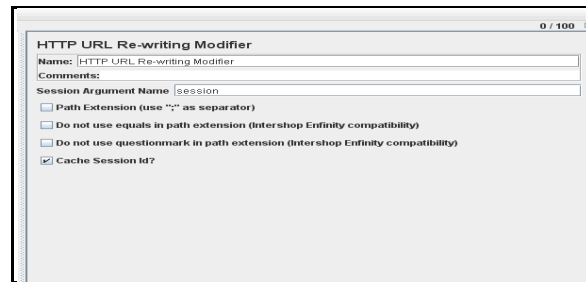 0 / 100
HTTP URL Re-writing Modifier
Name: HTTP URL Re-writing Modifier
Comments:
Session Argument Name session
Path Extension (use ";" as separator)
Do not use equals in path extension (Intershop Enfinity compatibility)
Do not use questionmark in path extension (Intershop Enfinity compatibility)
Cache Session Id?